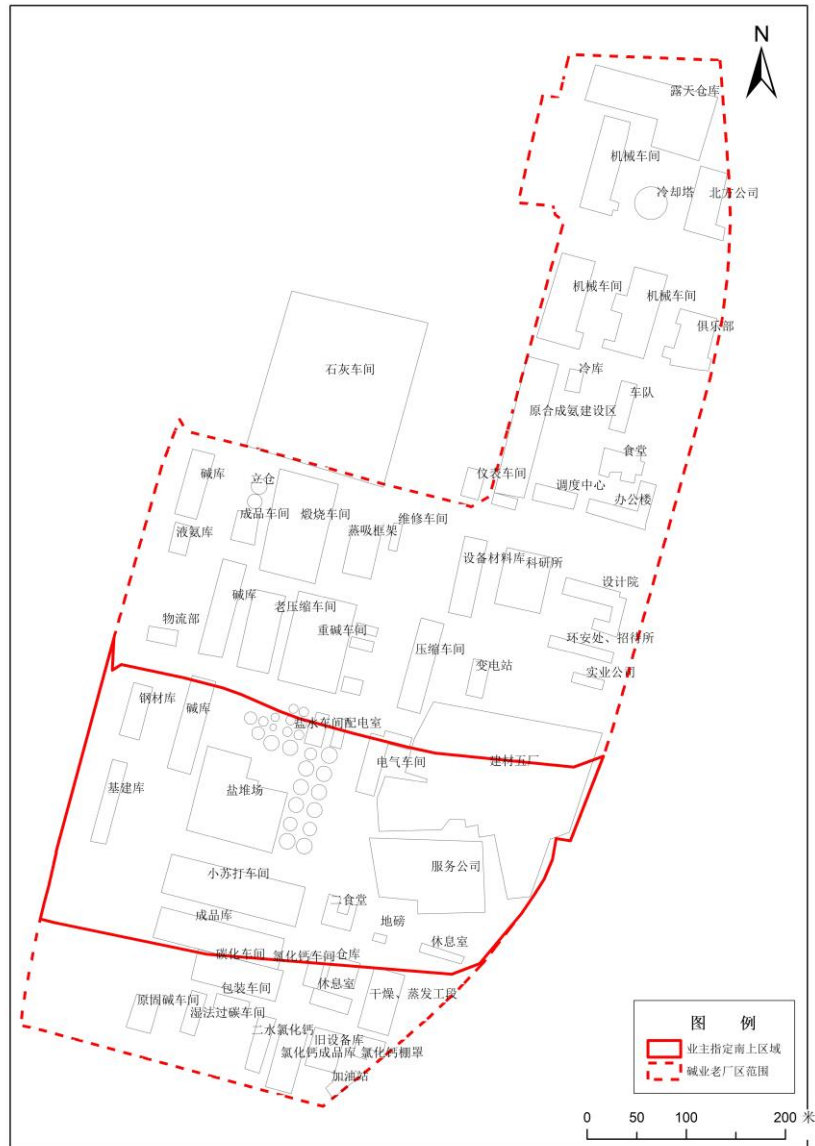 N
露天仓库
机械车间
冷却塔
北方公司
机械车间
机械车间
俱乐部
石灰车间
冷库
车队
原合成氨建设区
食堂
仪表车间
调度中心
办公楼
碱库
立仓
成品车间
煅烧车间
维修车间
蒸吸框架
液氨库
设备材料库
科研所
设计院
碱库
老压缩车间
物流部
重碱车间
环安处、招待所
压缩车间
变电站
实业公司
钢材库
碱库
盐水车间配电室
电气车间
建材五厂
基建库
盐堆场
小苏打车间
服务公司
二食堂
成品库
地磅
休息室
碳化车间
氯化钙车间
仓库
包装车间
休息室
干燥、蒸发工段
原固碱车间
湿法过碳车间
二水氯化钙
旧设备库
氯化钙成品库
氯化钙棚罩
加油站
图 例
业主指定南上区域
碱业老厂区范围
0 50 100 200 米